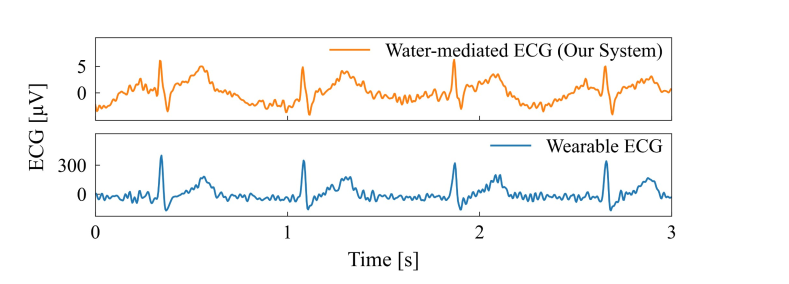 Water-mediated ECG (Our System)
5
0
ECG [μV]
Wearable ECG
300
0
0 1 2 3
Time [s]